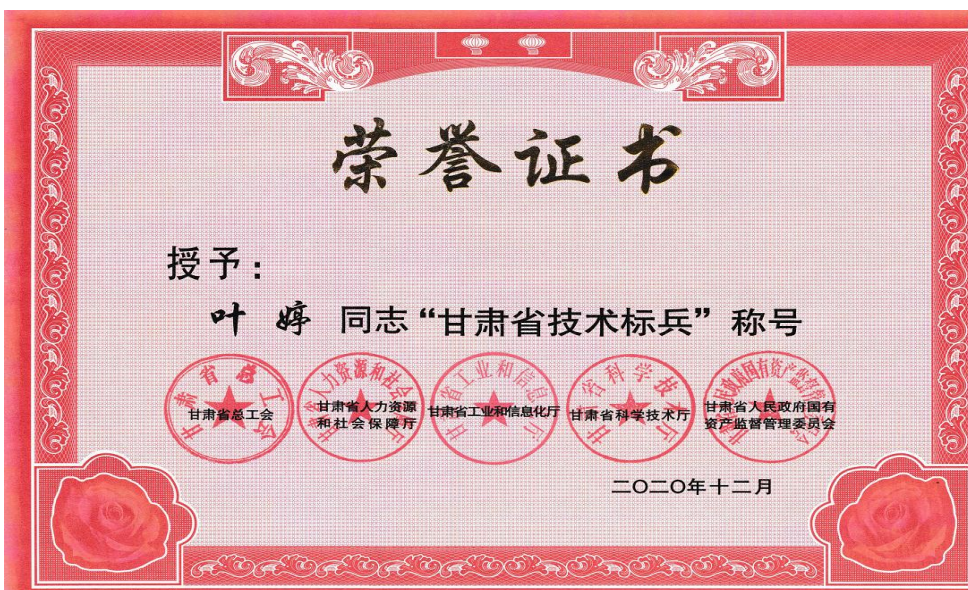 荣誉证书
授予：
叶婷 同志“甘肃省技术标兵”称号
甘肃省总工会
甘肃省人力资源
和社会保障厅
甘肃省工业和信息化厅
甘肃省科学技术厅
甘肃省人民政府国有
资产监督管理委员会
二〇二〇年十二月